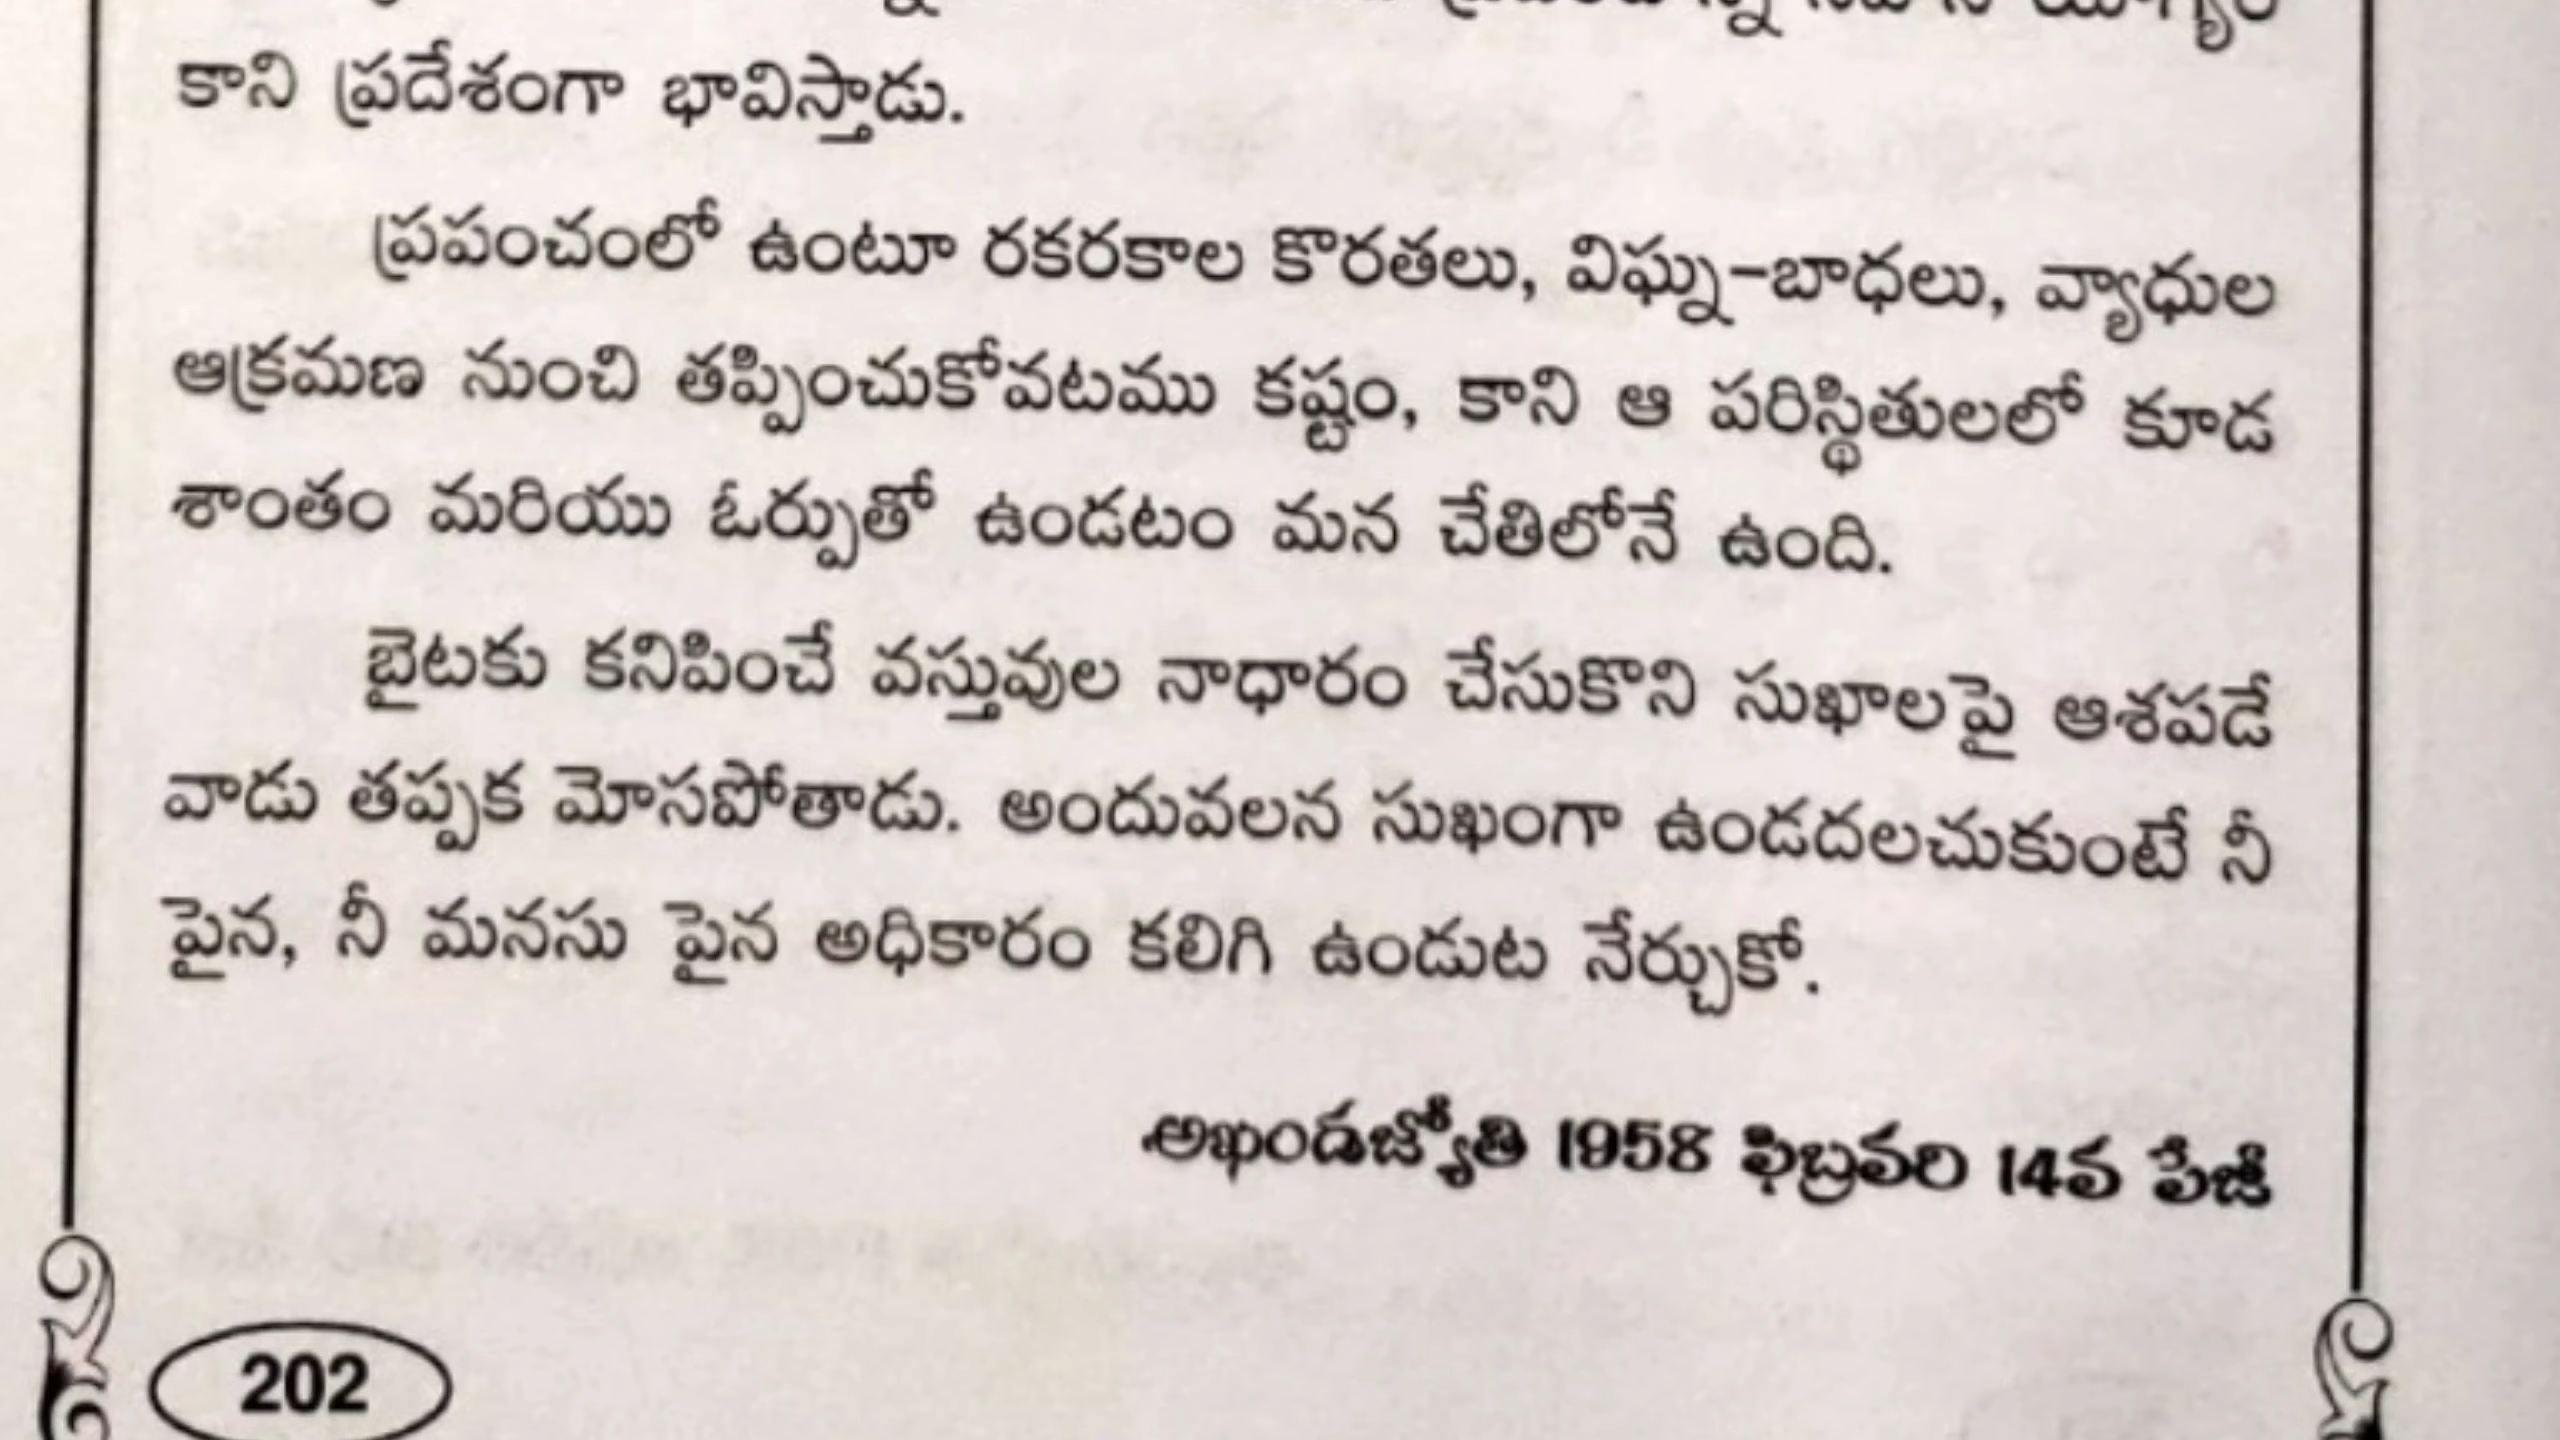 కాని ప్రదేశంగా భావిస్తాడు.
ప్రపంచంలో ఉంటూ రకరకాల కొరతలు, విఘ్న-బాధలు, వ్యాధుల
ఆక్రమణ నుంచి తప్పించుకోవటము కష్టం, కాని ఆ పరిస్థితులలో కూడ
శాంతం మరియు ఓర్పుతో ఉండటం మన చేతిలోనే ఉంది.
బైటకు కనిపించే వస్తువుల నాధారం చేసుకొని సుఖాలపై ఆశపడే
వాడు తప్పక మోసపోతాడు. అందువలన సుఖంగా ఉండదలచుకుంటే నీ
పైన, నీ మనసు పైన అధికారం కలిగి ఉండుట నేర్చుకో.
అఖండజ్యోతి 1958 ఫిబ్రవరి 14వ పేజి
202